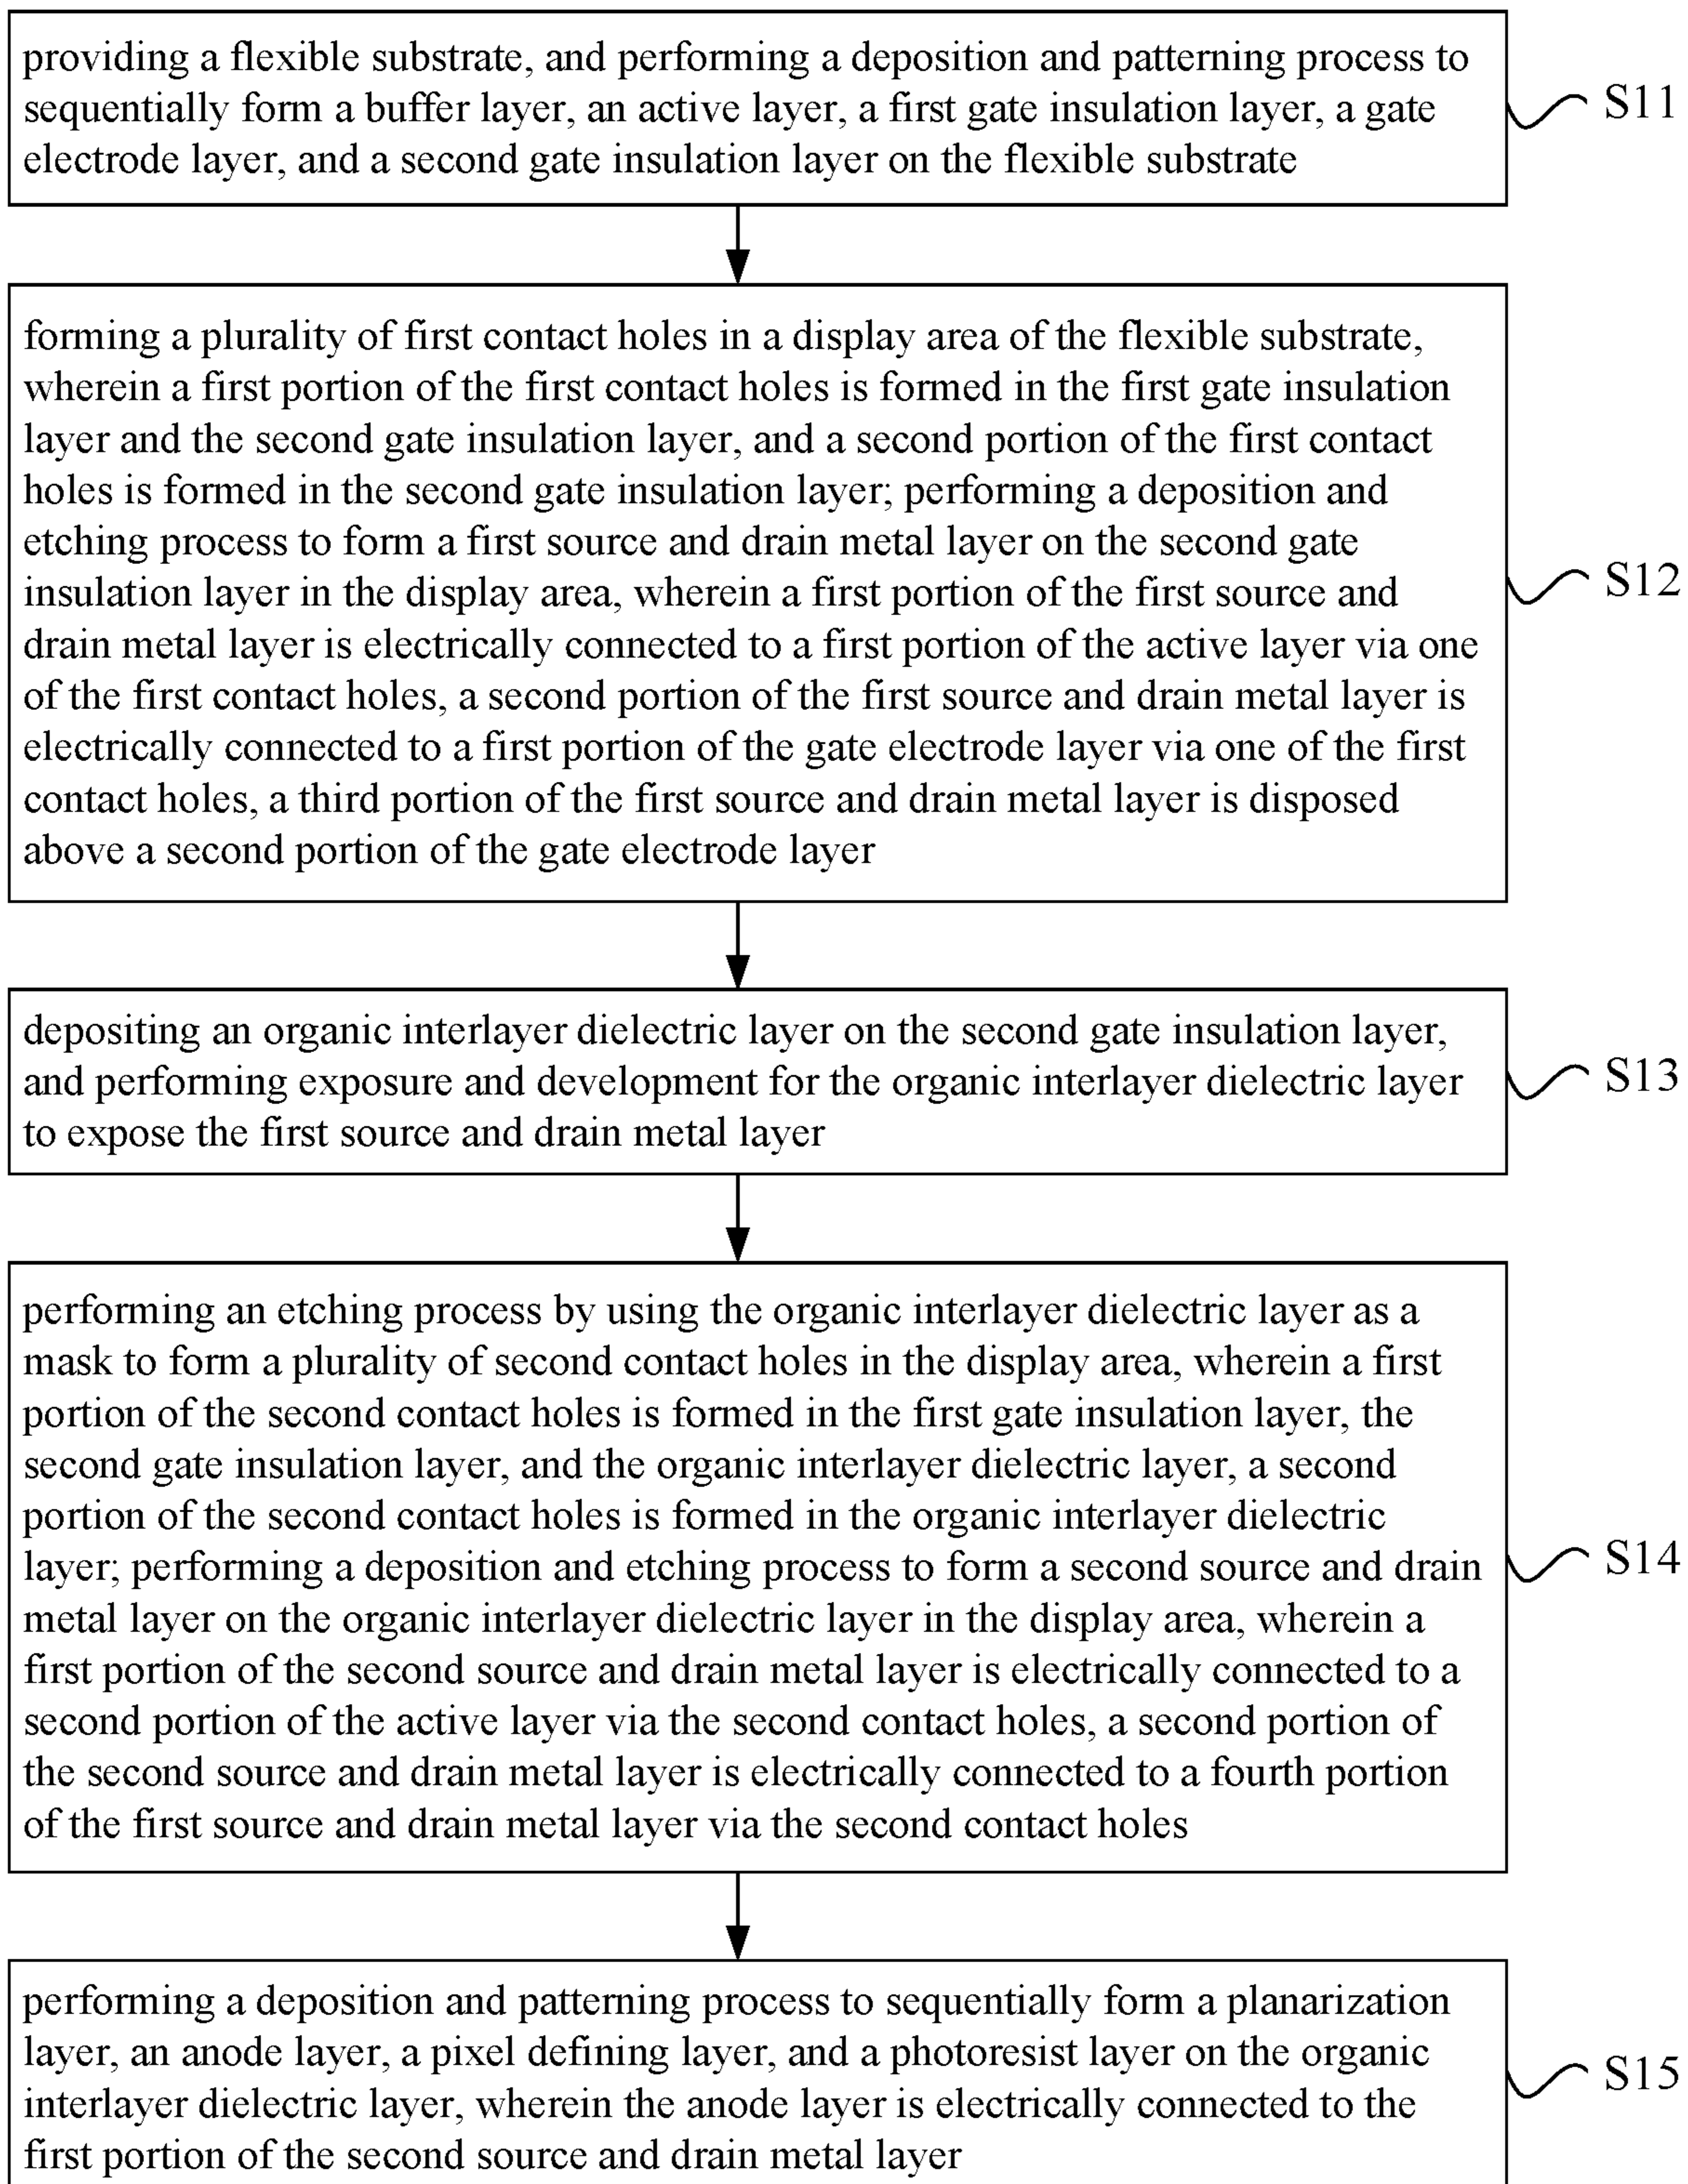 providing a flexible substrate, and performing a deposition and patterning process to
sequentially form a buffer layer, an active layer, a first gate insulation layer, a gate
electrode layer, and a second gate insulation layer on the flexible substrate
S11
forming a plurality of first contact holes in a display area of the flexible substrate,
wherein a first portion of the first contact holes is formed in the first gate insulation
layer and the second gate insulation layer, and a second portion of the first contact
holes is formed in the second gate insulation layer; performing a deposition and
etching process to form a first source and drain metal layer on the second gate
insulation layer in the display area, wherein a first portion of the first source and
drain metal layer is electrically connected to a first portion of the active layer via one
of the first contact holes, a second portion of the first source and drain metal layer is
electrically connected to a first portion of the gate electrode layer via one of the first
contact holes, a third portion of the first source and drain metal layer is disposed
above a second portion of the gate electrode layer
S12
depositing an organic interlayer dielectric layer on the second gate insulation layer,
and performing exposure and development for the organic interlayer dielectric layer
to expose the first source and drain metal layer
S13
performing an etching process by using the organic interlayer dielectric layer as a
mask to form a plurality of second contact holes in the display area, wherein a first
portion of the second contact holes is formed in the first gate insulation layer, the
second gate insulation layer, and the organic interlayer dielectric layer, a second
portion of the second contact holes is formed in the organic interlayer dielectric
layer; performing a deposition and etching process to form a second source and drain
metal layer on the organic interlayer dielectric layer in the display area, wherein a
first portion of the second source and drain metal layer is electrically connected to a
second portion of the active layer via the second contact holes, a second portion of
the second source and drain metal layer is electrically connected to a fourth portion
of the first source and drain metal layer via the second contact holes
S14
performing a deposition and patterning process to sequentially form a planarization
layer, an anode layer, a pixel defining layer, and a photoresist layer on the organic
interlayer dielectric layer, wherein the anode layer is electrically connected to the
first portion of the second source and drain metal layer
S15